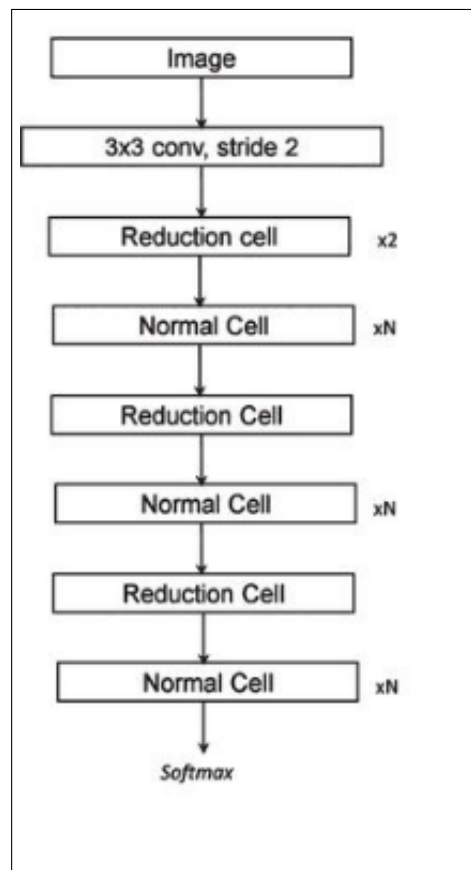 Image
3x3 conv, stride 2
Reduction cell x2
Normal Cell xN
Reduction Cell
Normal Cell xN
Reduction Cell
Normal Cell xN
Softmax